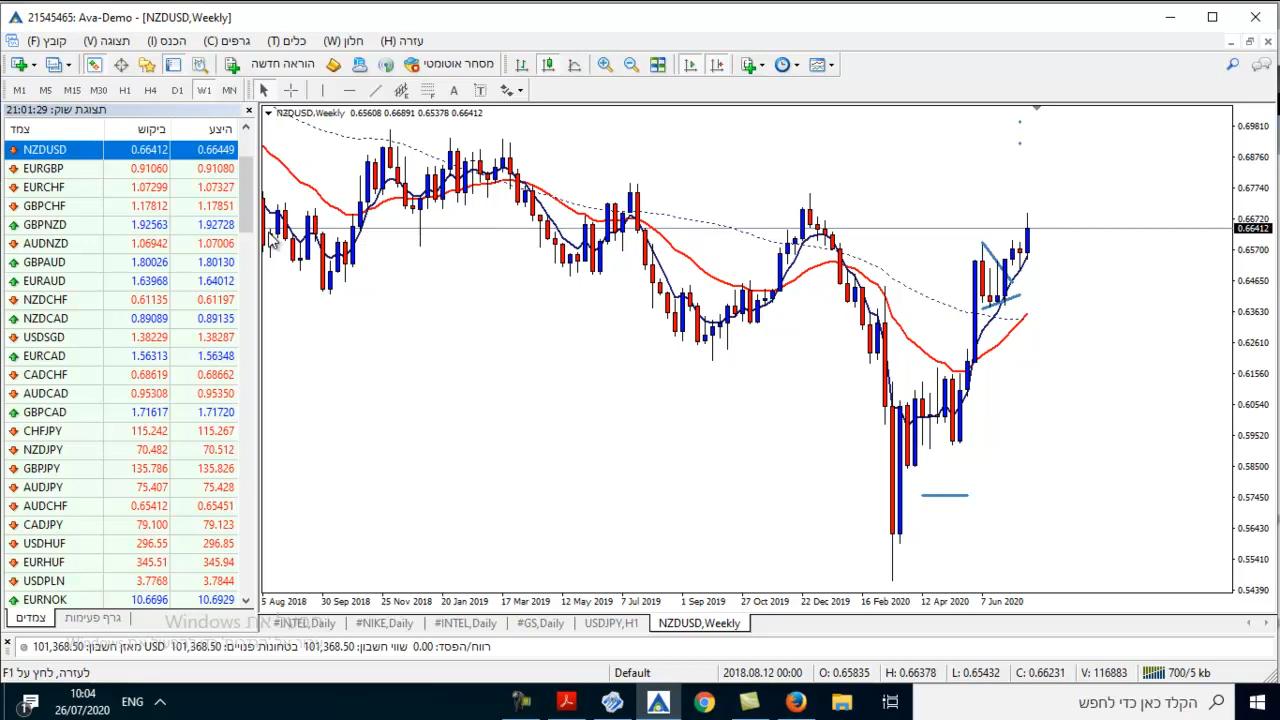 21545465: Ava-Demo - [NZDUSD,Weekly]
קובץ (F) תצוגה (V) הכנס (I) גרפים (C) כלים (T) חלון (W) עזרה (H)
הוראה חדשה מסחר אוטומטי
M1 M5 M15 M30 H1 H4 D1 W1 MN A T
תצוגת שוק: 21:01:29
צמד ביקוש היצע
NZDUSD 0.66412 0.66449
EURGBP 0.91060 0.91080
EURCHF 1.07299 1.07327
GBPCHF 1.17812 1.17851
GBPNZD 1.92563 1.92728
AUDNZD 1.06942 1.07006
GBPAUD 1.80026 1.80130
EURAUD 1.63968 1.64012
NZDCHF 0.61135 0.61197
NZDCAD 0.89089 0.89135
USDSGD 1.38229 1.38287
EURCAD 1.56313 1.56348
CADCHF 0.68619 0.68662
AUDCAD 0.95308 0.95350
GBPCAD 1.71617 1.71720
CHFJPY 115.242 115.267
NZDJPY 70.482 70.512
GBPJPY 135.786 135.826
AUDJPY 75.407 75.428
AUDCHF 0.65412 0.65451
CADJPY 79.100 79.123
USDHUF 296.55 296.85
EURHUF 345.51 345.94
USDPLN 3.7768 3.7844
EURNOK 10.6696 10.6929
צמדים גרף פעימות
NZDUSD,Weekly 0.65608 0.66891 0.65378 0.66412
0.69810
0.68760
0.67740
0.66720
0.66412
0.65700
0.64650
0.63630
0.62610
0.61560
0.60540
0.59520
0.58500
0.57450
0.56430
0.55410
0.54390
5 Aug 2018 30 Sep 2018 25 Nov 2018 20 Jan 2019 17 Mar 2019 12 May 2019 7 Jul 2019 1 Sep 2019 27 Oct 2019 22 Dec 2019 16 Feb 2020 12 Apr 2020 7 Jun 2020
#INTEL,Daily #NIKE,Daily #INTEL,Daily #GS,Daily USDJPY,H1 NZDUSD,Weekly
רווח/הפסד: 0.00 שווי חשבון: 101,368.50 בטחונות פנויים: 101,368.50 USD מאזן חשבון: 101,368.50
לעזרה, לחץ על F1 Default 2018.08.12 00:00 O: 0.65835 H: 0.66378 L: 0.65432 C: 0.66231 V: 116883 700/5 kb
10:04
26/07/2020
ENG
הקלד כאן כדי לחפש